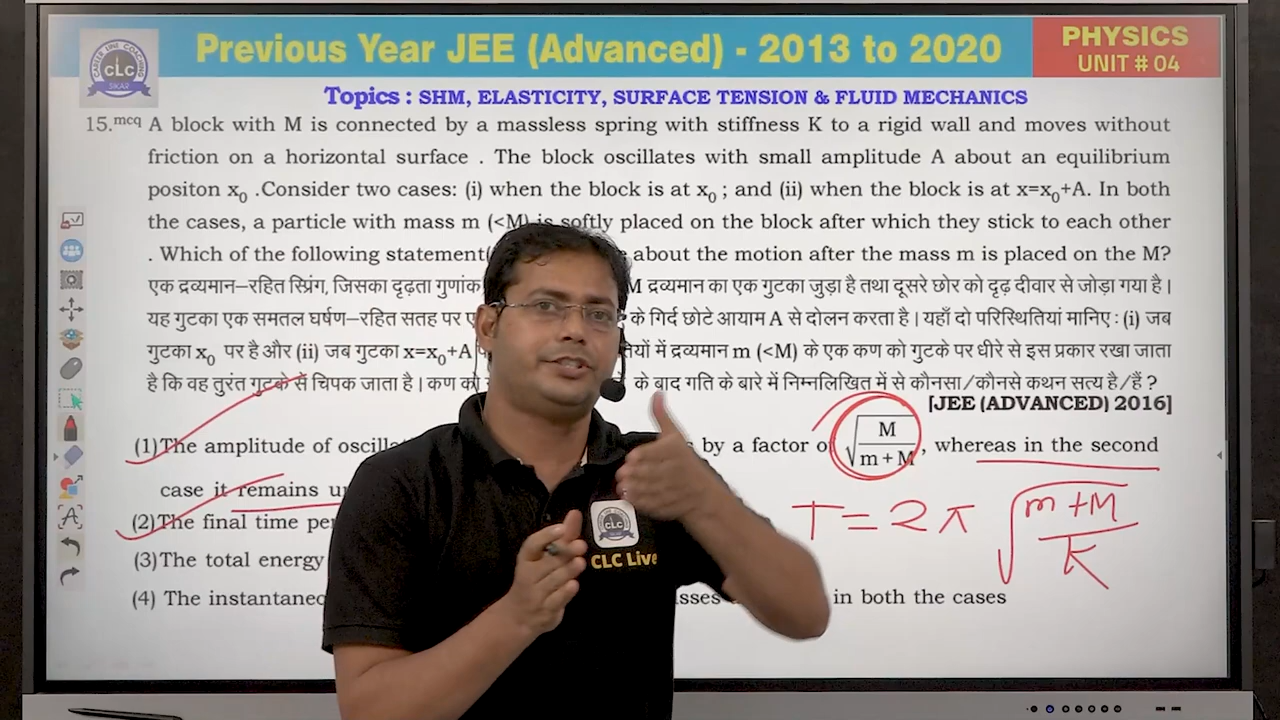 Previous Year JEE (Advanced) - 2013 to 2020
PHYSICS
UNIT # 04
CLC
SIKAR
Topics : SHM, ELASTICITY, SURFACE TENSION & FLUID MECHANICS
15.mcq A block with M is connected by a massless spring with stiffness K to a rigid wall and moves without
friction on a horizontal surface . The block oscillates with small amplitude A about an equilibrium
positon x₀ .Consider two cases: (i) when the block is at x₀ ; and (ii) when the block is at x=x₀+A. In both
the cases, a particle with mass m (<M) is softly placed on the block after which they stick to each other
. Which of the following statement( about the motion after the mass m is placed on the M?
एक द्रव्यमान–रहित स्प्रिंग, जिसका दृढ़ता गुणांक M द्रव्यमान का एक गुटका जुड़ा है तथा दूसरे छोर को दृढ़ दीवार से जोड़ा गया है।
यह गुटका एक समतल घर्षण–रहित सतह पर के गिर्द छोटे आयाम A से दोलन करता है। यहाँ दो परिस्थितियां मानिए : (i) जब
गुटका x₀ पर है और (ii) जब गुटका x=x₀+A में द्रव्यमान m (<M) के एक कण को गुटके पर धीरे से इस प्रकार रखा जाता
है कि वह तुरंत गुटके से चिपक जाता है। कण को के बाद गति के बारे में निम्नलिखित में से कौनसा/कौनसे कथन सत्य है/हैं ?
[JEE (ADVANCED) 2016]
(1)The amplitude of by a factor of √(M/(m+M)), whereas in the second
case it remains
(2)The final time
T = 2π √((m+M)/K)
(3)The total energy
(4) The in both the cases
CLC
CLC Live